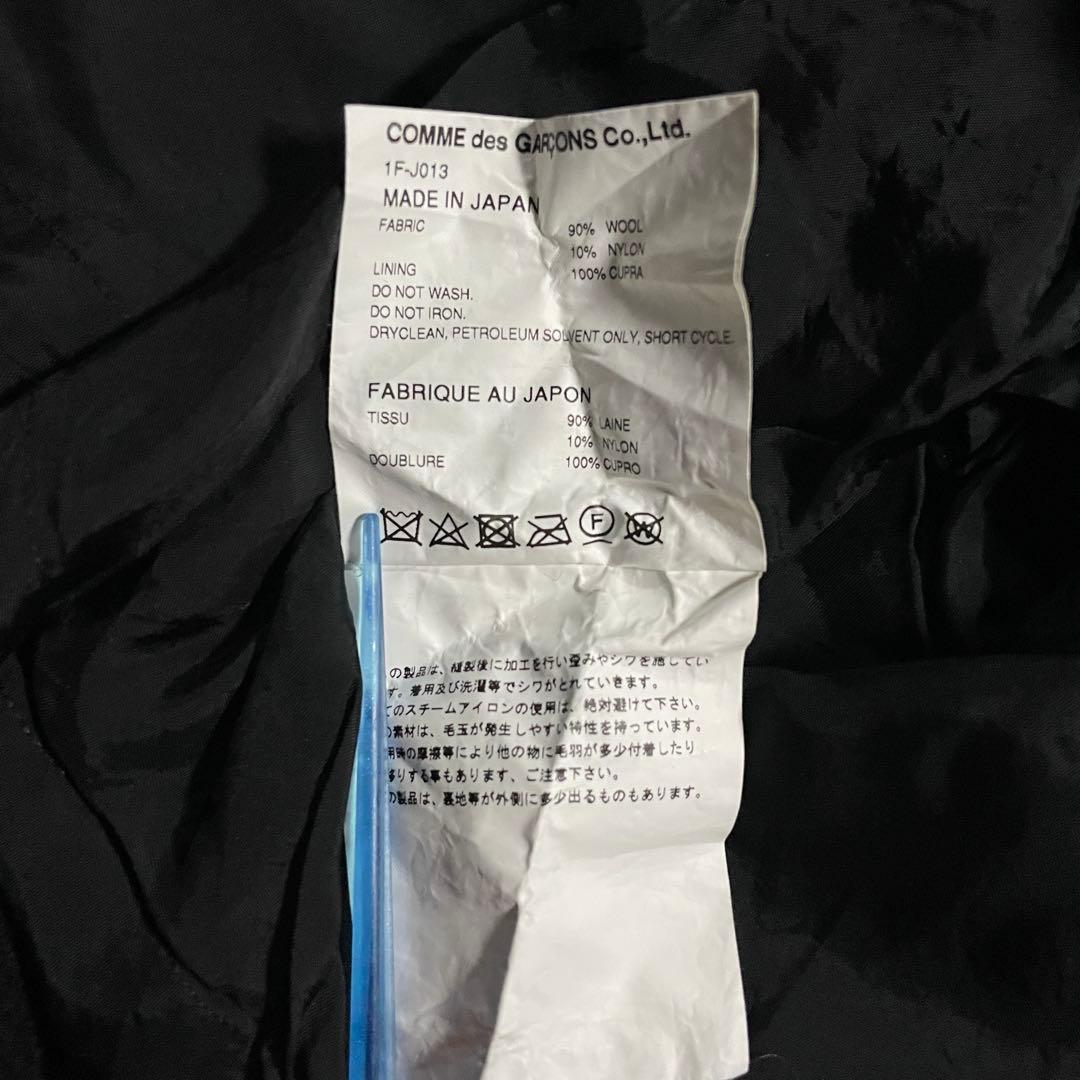 COMME des GARÇONS Co.,Ltd.
1F-J013
MADE IN JAPAN
FABRIC 90% WOOL
10% NYLON
LINING 100% CUPRA
DO NOT WASH.
DO NOT IRON.
DRYCLEAN, PETROLEUM SOLVENT ONLY, SHORT CYCLE.
FABRIQUE AU JAPON
TISSU 90% LAINE
10% NYLON
DOUBLURE 100% CUPRO
F W
の製品は、縫製後に加工を行い歪みやシワを施してい
す。着用及び洗濯等でシワがとれていきます。
てのスチームアイロンの使用は、絶対避けて下さい。
素材は、毛玉が発生しやすい特性を持っています。
用時の摩擦等により他の物に毛羽が多少付着したり
移りする事もあります、ご注意下さい。
の製品は、裏地等が外側に多少出るものもあります。